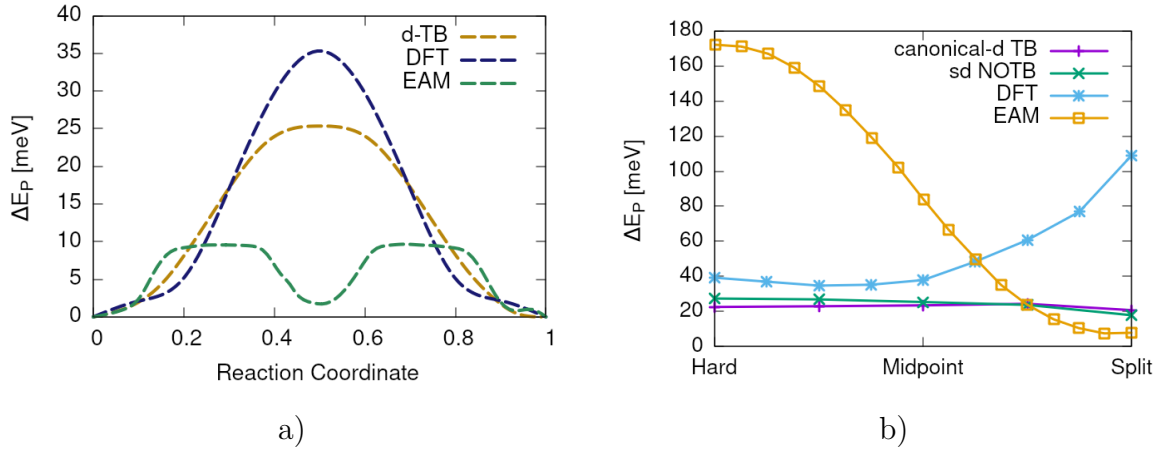 40
35
30
25
20
15
10
5
0
ΔE_P [meV]
d-TB
DFT
EAM
0 0.2 0.4 0.6 0.8 1
Reaction Coordinate
a)
180
160
140
120
100
80
60
40
20
0
ΔE_P [meV]
canonical-d TB
sd NOTB
DFT
EAM
Hard Midpoint Split
b)